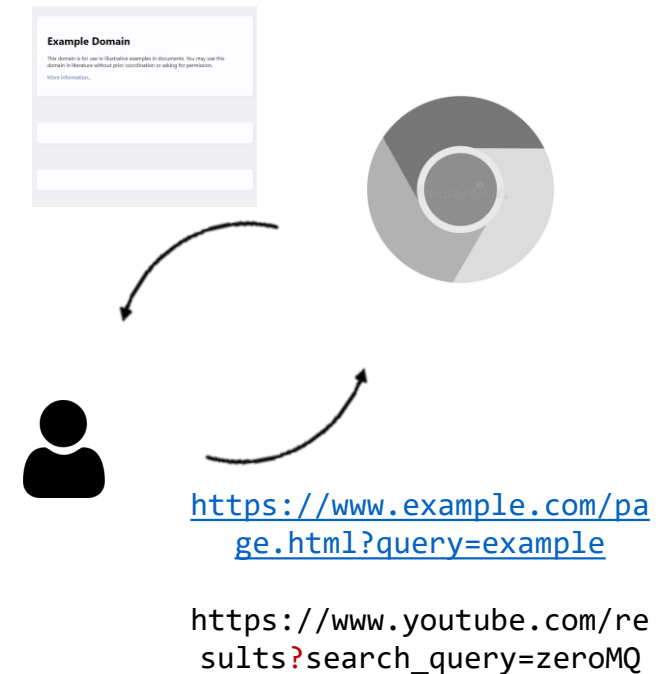 Example Domain
This domain is for use in illustrative examples in documents. You may use this
domain in literature without prior coordination or asking for permission.
More information...
https://www.example.com/pa
ge.html?query=example
https://www.youtube.com/re
sults?search_query=zeroMQ